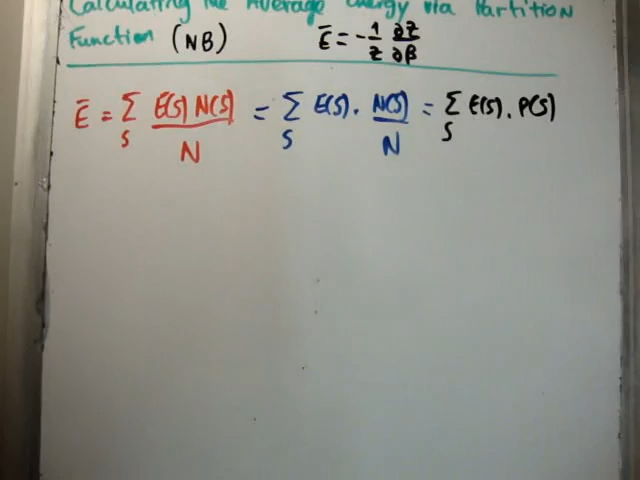 Calculating the Average Energy via Partition
Function (NB) Ē = -1/Z ∂Z/∂β
Ē = Σ_S E(S) N(S)/N = Σ_S E(S) · N(S)/N = Σ_S E(S) · P(S)